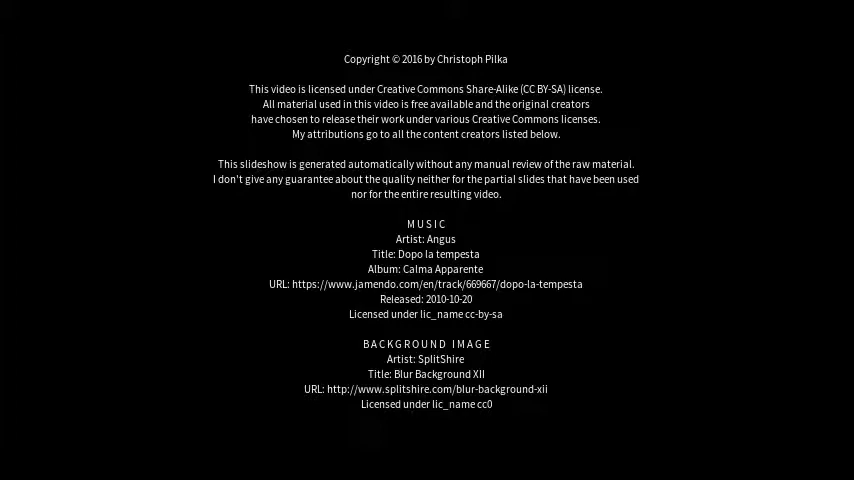 Copyright © 2016 by Christoph Pilka
This video is licensed under Creative Commons Share-Alike (CC BY-SA) license.
All material used in this video is free available and the original creators
have chosen to release their work under various Creative Commons licenses.
My attributions go to all the content creators listed below.
This slideshow is generated automatically without any manual review of the raw material.
I don't give any guarantee about the quality neither for the partial slides that have been used
nor for the entire resulting video.
MUSIC
Artist: Angus
Title: Dopo la tempesta
Album: Calma Apparente
URL: https://www.jamendo.com/en/track/669667/dopo-la-tempesta
Released: 2010-10-20
Licensed under lic_name cc-by-sa
BACKGROUND IMAGE
Artist: SplitShire
Title: Blur Background XII
URL: http://www.splitshire.com/blur-background-xii
Licensed under lic_name cc0